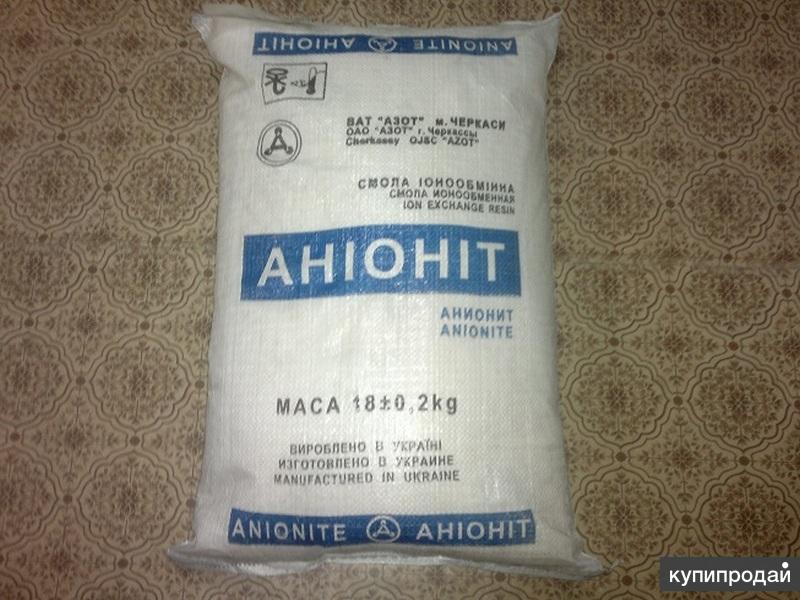 ANIONITE АНІОНІТ
ВАТ "АЗОТ" м. ЧЕРКАСИ
ОАО "АЗОТ" г. Черкассы
Cherkassy OJSC "AZOT"
СМОЛА ІОНООБМІННА
СМОЛА ИОНООБМЕННАЯ
ION EXCHANGE RESIN
АНІОНІТ
АНИОНИТ
ANIONITE
МАСА 18±0,2kg
ВИРОБЛЕНО В УКРАЇНІ
ИЗГОТОВЛЕНО В УКРАИНЕ
MANUFACTURED IN UKRAINE
ANIONITE АНІОНІТ
купипродай